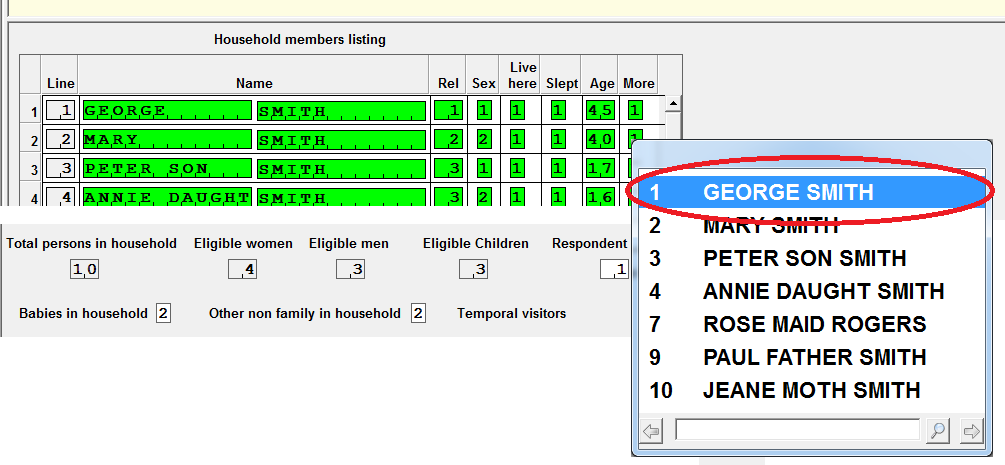 Household members listing
Line Name Rel Sex Live here Slept Age More
1 1 GEORGE SMITH 1 1 1 1 45 1
2 2 MARY SMITH 2 2 1 1 40 1
3 3 PETER SON SMITH 3 1 1 1 17
4 4 ANNIE DAUGHT SMITH 3 2 1 1 16
Total persons in household Eligible women Eligible men Eligible Children Respondent
10 4 3 3 1
Babies in household 2 Other non family in household 2 Temporal visitors
1 GEORGE SMITH
2 MARY SMITH
3 PETER SON SMITH
4 ANNIE DAUGHT SMITH
7 ROSE MAID ROGERS
9 PAUL FATHER SMITH
10 JEANE MOTH SMITH